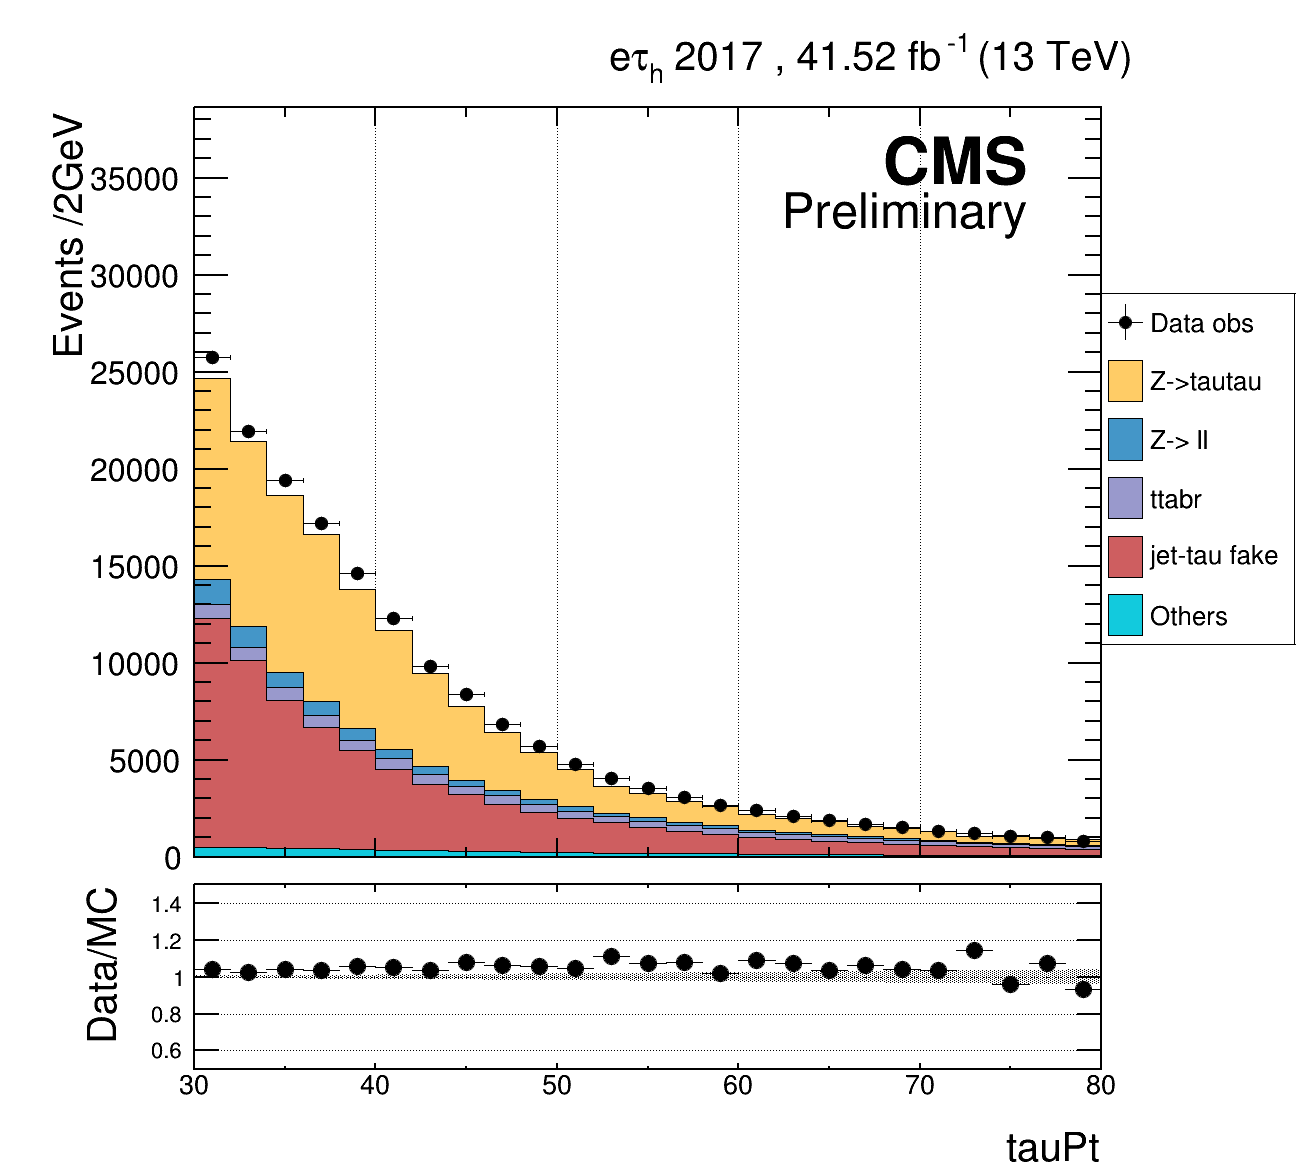 eτh 2017 , 41.52 fb-1 (13 TeV)
Events /2GeV
CMS
Preliminary
35000
30000
25000
20000
15000
10000
5000
0
Data obs
Z->tautau
Z-> ll
ttabr
jet-tau fake
Others
Data/MC
1.4
1.2
1
0.8
0.6
30 40 50 60 70 80
tauPt